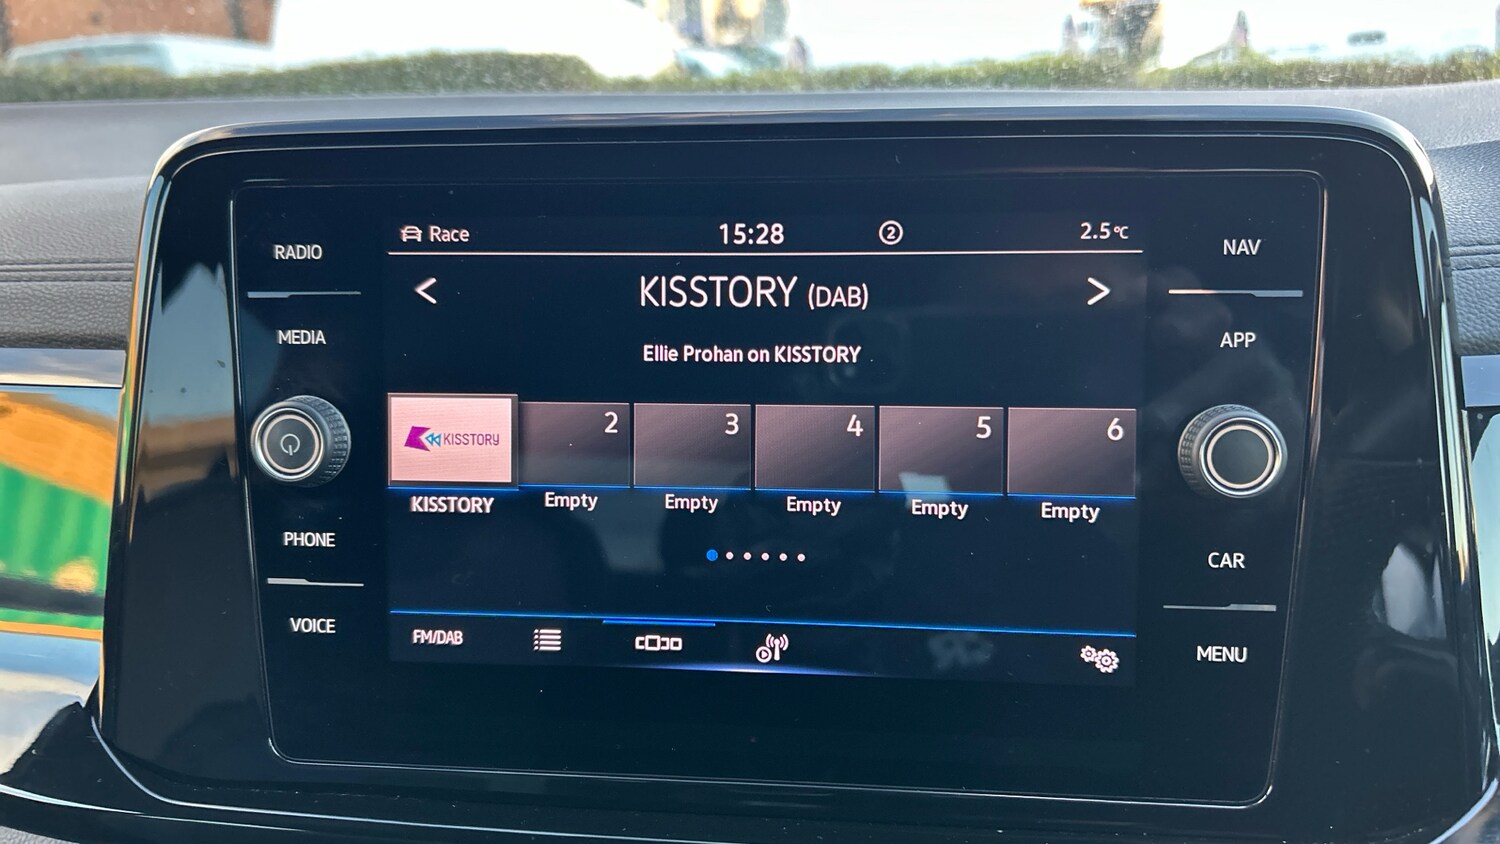 RADIO
MEDIA
PHONE
VOICE
Race
15:28
2
2.5°C
KISSTORY (DAB)
Ellie Prohan on KISSTORY
KISSTORY
2
3
4
5
6
KISSTORY
Empty
Empty
Empty
Empty
Empty
FM/DAB
NAV
APP
CAR
MENU